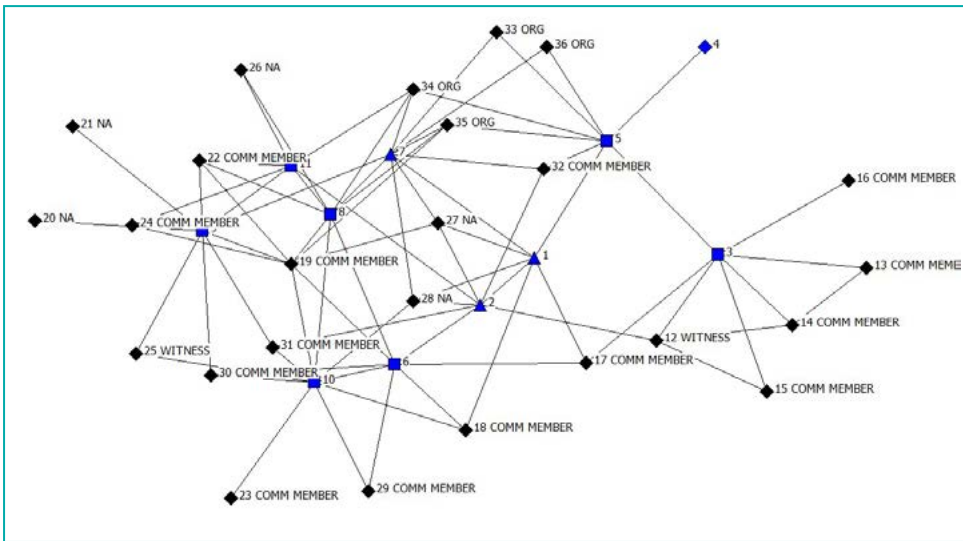 33 ORG
36 ORG
4
26 NA
34 ORG
35 ORG
21 NA
5
7
22 COMM MEMBER
11
32 COMM MEMBER
16 COMM MEMBER
20 NA
24 COMM MEMBER
8
27 NA
19 COMM MEMBER
1
3
13 COMM MEME
28 NA
2
14 COMM MEMBER
12 WITNESS
31 COMM MEMBER
25 WITNESS
6
17 COMM MEMBER
30 COMM MEMBER
10
15 COMM MEMBER
18 COMM MEMBER
23 COMM MEMBER
29 COMM MEMBER